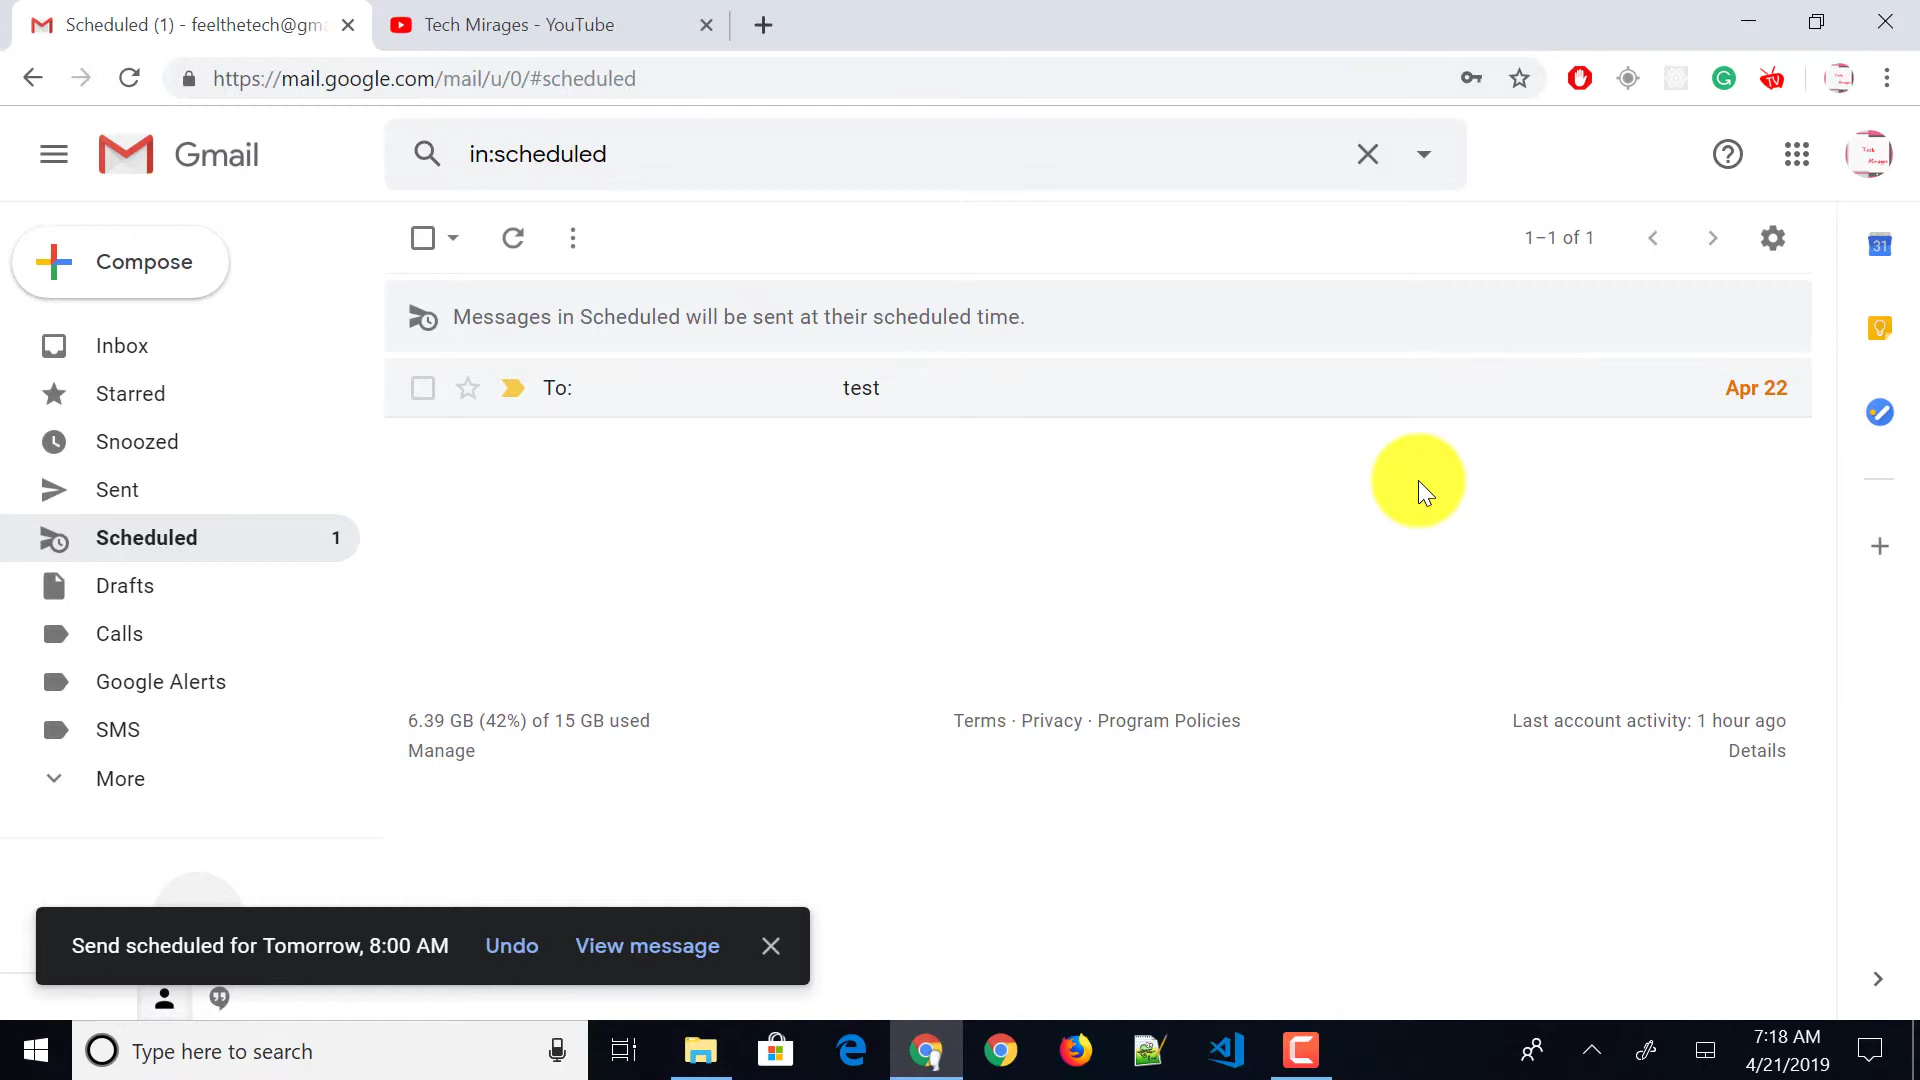 Scheduled (1) - feelthetech@gm
Tech Mirages - YouTube
https://mail.google.com/mail/u/0/#scheduled
Gmail
in:scheduled
Compose
1–1 of 1
31
Messages in Scheduled will be sent at their scheduled time.
To:
test
Apr 22
Inbox
Starred
Snoozed
Sent
Scheduled
1
Drafts
Calls
Google Alerts
SMS
More
6.39 GB (42%) of 15 GB used
Manage
Terms · Privacy · Program Policies
Last account activity: 1 hour ago
Details
Send scheduled for Tomorrow, 8:00 AM
Undo
View message
Type here to search
7:18 AM
4/21/2019